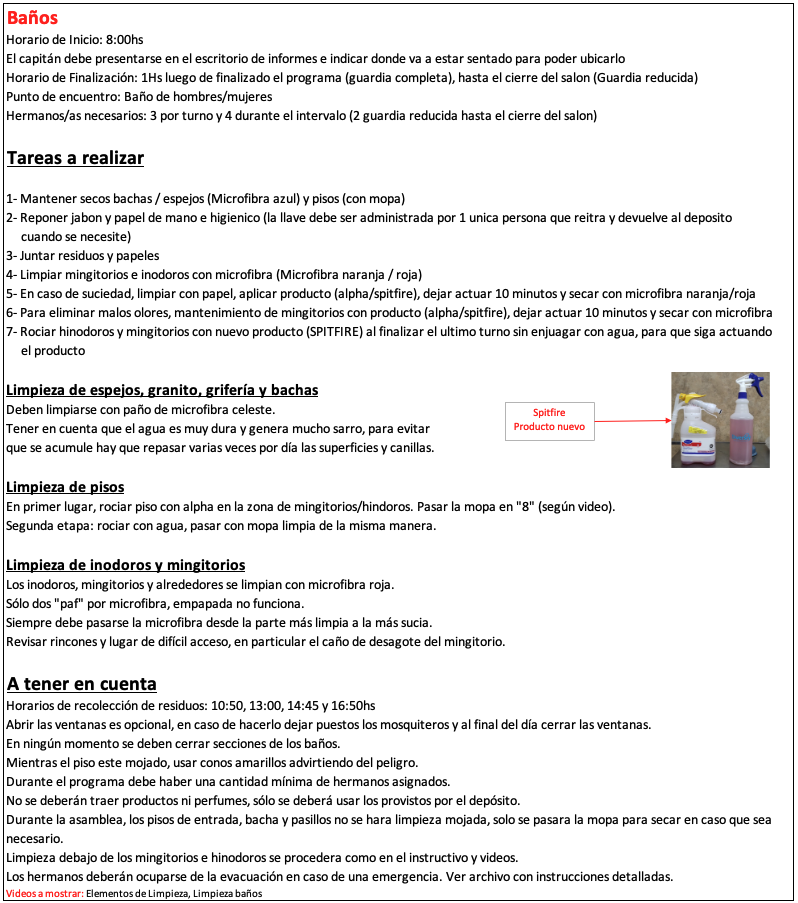 Baños
Horario de Inicio: 8:00hs
El capitán debe presentarse en el escritorio de informes e indicar donde va a estar sentado para poder ubicarlo
Horario de Finalización: 1Hs luego de finalizado el programa (guardia completa), hasta el cierre del salon (Guardia reducida)
Punto de encuentro: Baño de hombres/mujeres
Hermanos/as necesarios: 3 por turno y 4 durante el intervalo (2 guardia reducida hasta el cierre del salon)
Tareas a realizar
1- Mantener secos bachas / espejos (Microfibra azul) y pisos (con mopa)
2- Reponer jabon y papel de mano e higienico (la llave debe ser administrada por 1 unica persona que reitra y devuelve al deposito
cuando se necesite)
3- Juntar residuos y papeles
4- Limpiar mingitorios e inodoros con microfibra (Microfibra naranja / roja)
5- En caso de suciedad, limpiar con papel, aplicar producto (alpha/spitfire), dejar actuar 10 minutos y secar con microfibra naranja/roja
6- Para eliminar malos olores, mantenimiento de mingitorios con producto (alpha/spitfire), dejar actuar 10 minutos y secar con microfibra
7- Rociar hinodoros y mingitorios con nuevo producto (SPITFIRE) al finalizar el ultimo turno sin enjuagar con agua, para que siga actuando
el producto
Limpieza de espejos, granito, grifería y bachas
Deben limpiarse con paño de microfibra celeste.
Tener en cuenta que el agua es muy dura y genera mucho sarro, para evitar
que se acumule hay que repasar varias veces por día las superficies y canillas.
Spitfire
Producto nuevo
Limpieza de pisos
En primer lugar, rociar piso con alpha en la zona de mingitorios/hindoros. Pasar la mopa en "8" (según video).
Segunda etapa: rociar con agua, pasar con mopa limpia de la misma manera.
Limpieza de inodoros y mingitorios
Los inodoros, mingitorios y alrededores se limpian con microfibra roja.
Sólo dos "paf" por microfibra, empapada no funciona.
Siempre debe pasarse la microfibra desde la parte más limpia a la más sucia.
Revisar rincones y lugar de difícil acceso, en particular el caño de desagote del mingitorio.
A tener en cuenta
Horarios de recolección de residuos: 10:50, 13:00, 14:45 y 16:50hs
Abrir las ventanas es opcional, en caso de hacerlo dejar puestos los mosquiteros y al final del día cerrar las ventanas.
En ningún momento se deben cerrar secciones de los baños.
Mientras el piso este mojado, usar conos amarillos advirtiendo del peligro.
Durante el programa debe haber una cantidad mínima de hermanos asignados.
No se deberán traer productos ni perfumes, sólo se deberá usar los provistos por el depósito.
Durante la asamblea, los pisos de entrada, bacha y pasillos no se hara limpieza mojada, solo se pasara la mopa para secar en caso que sea
necesario.
Limpieza debajo de los mingitorios e hinodoros se procedera como en el instructivo y videos.
Los hermanos deberán ocuparse de la evacuación en caso de una emergencia. Ver archivo con instrucciones detalladas.
Videos a mostrar: Elementos de Limpieza, Limpieza baños